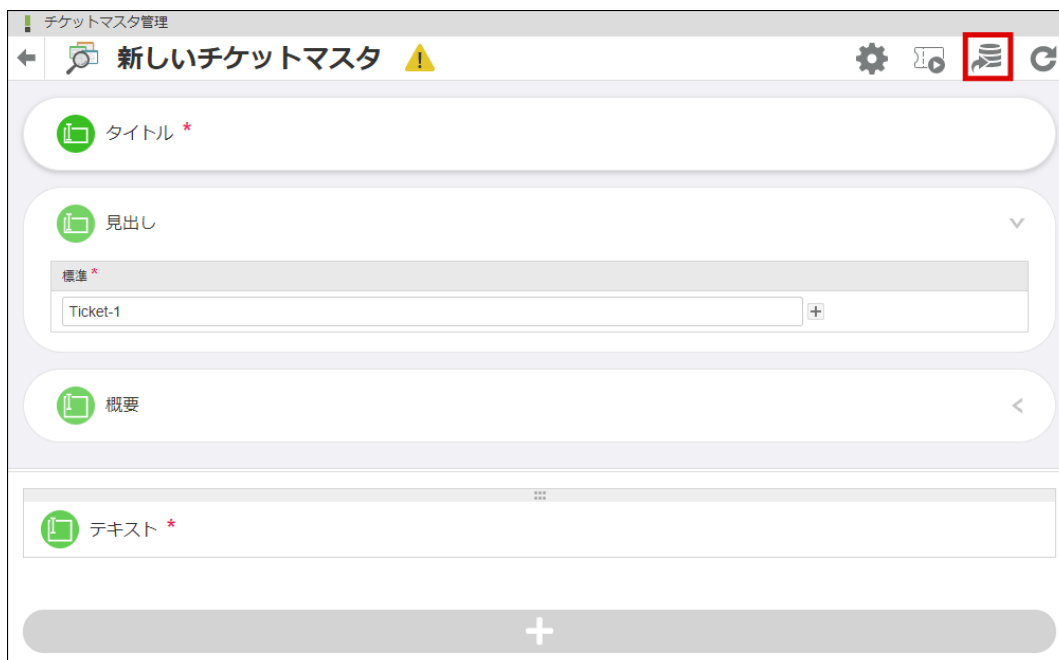 チケットマスタ管理
新しいチケットマスタ
タイトル *
見出し
標準 *
Ticket-1
概要
テキスト *